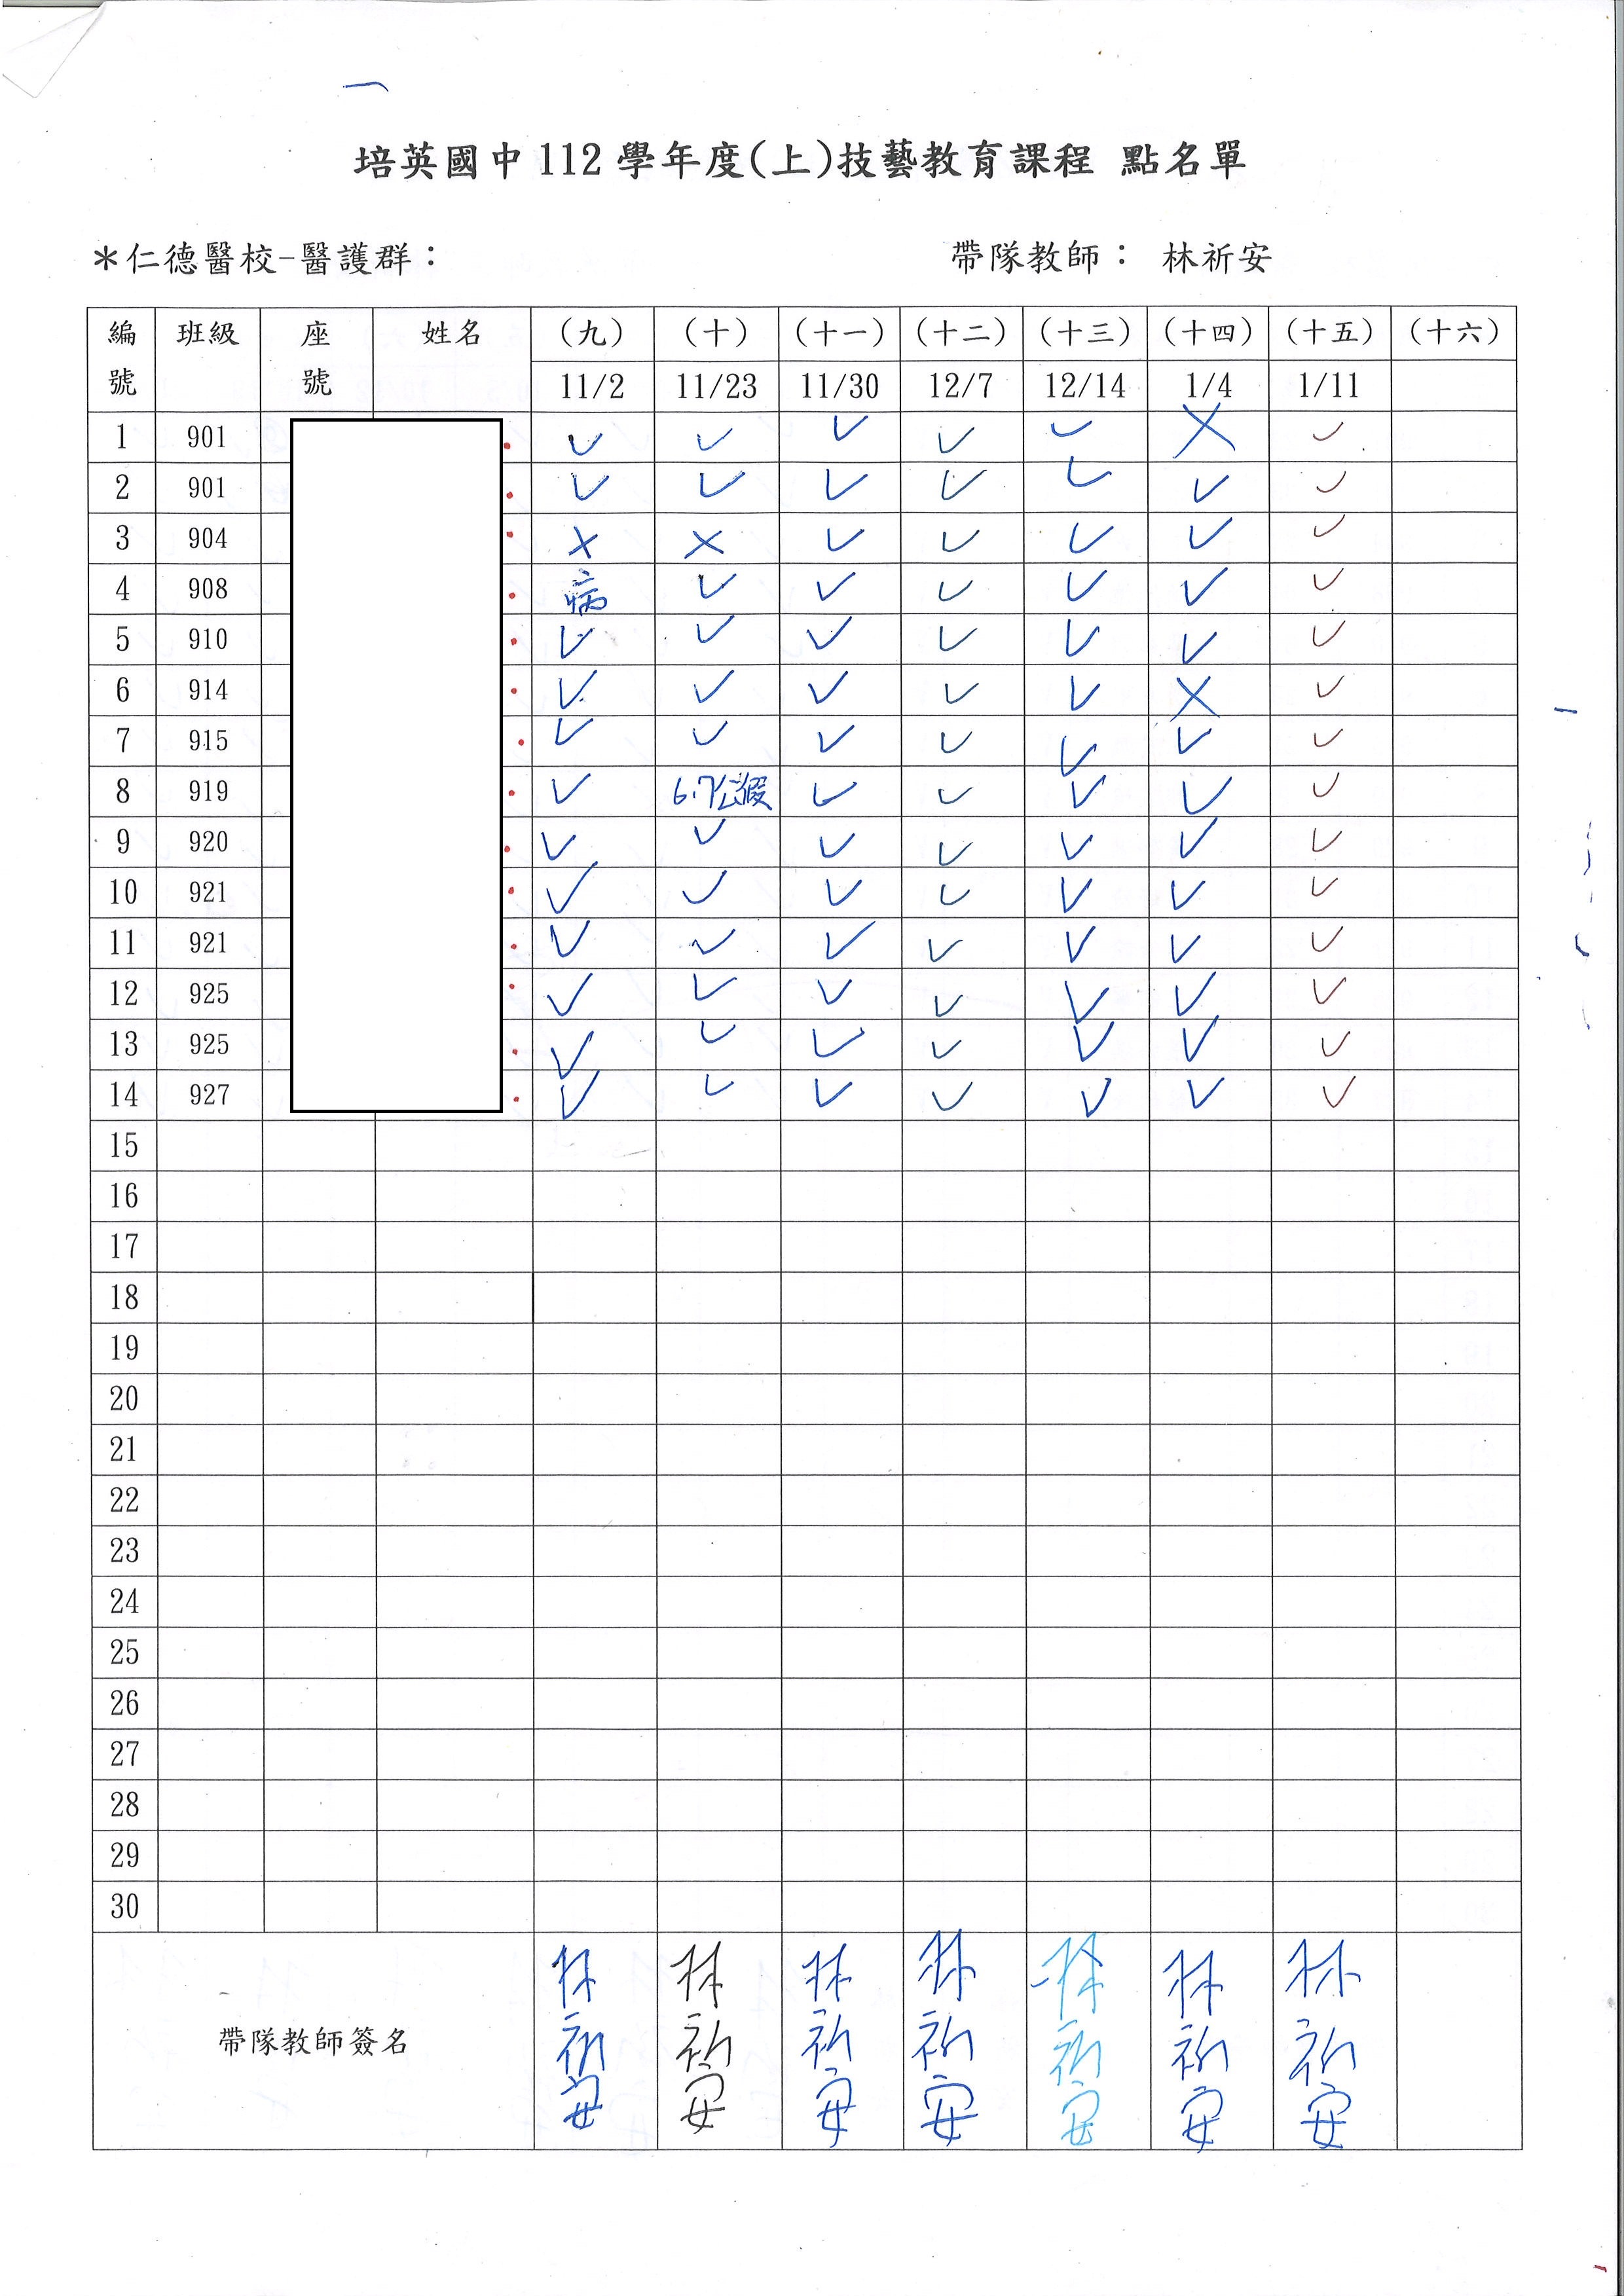 培英國中 112 學年度(上)技藝教育課程 點名單
＊仁德醫校-醫護群： 帶隊教師： 林祈安
編號 班級 座號 姓名 (九) (十) (十一) (十二) (十三) (十四) (十五) (十六)
11/2 11/23 11/30 12/7 12/14 1/4 1/11
1 901 ✓ ✓ ✓ ✓ ✓ ✗ ✓
2 901 ✓ ✓ ✓ ✓ ✓ ✓ ✓
3 904 ✗ ✗ ✓ ✓ ✓ ✓ ✓
4 908 病 ✓ ✓ ✓ ✓ ✓ ✓
5 910 ✓ ✓ ✓ ✓ ✓ ✓ ✓
6 914 ✓ ✓ ✓ ✓ ✓ ✗ ✓
7 915 ✓ ✓ ✓ ✓ ✓ ✓ ✓
8 919 ✓ 6.7公假 ✓ ✓ ✓ ✓ ✓
9 920 ✓ ✓ ✓ ✓ ✓ ✓ ✓
10 921 ✓ ✓ ✓ ✓ ✓ ✓ ✓
11 921 ✓ ✓ ✓ ✓ ✓ ✓ ✓
12 925 ✓ ✓ ✓ ✓ ✓ ✓ ✓
13 925 ✓ ✓ ✓ ✓ ✓ ✓ ✓
14 927 ✓ ✓ ✓ ✓ ✓ ✓ ✓
15
16
17
18
19
20
21
22
23
24
25
26
27
28
29
30
帶隊教師簽名 林祈安 林祈安 林祈安 林祈安 林祈安 林祈安 林祈安